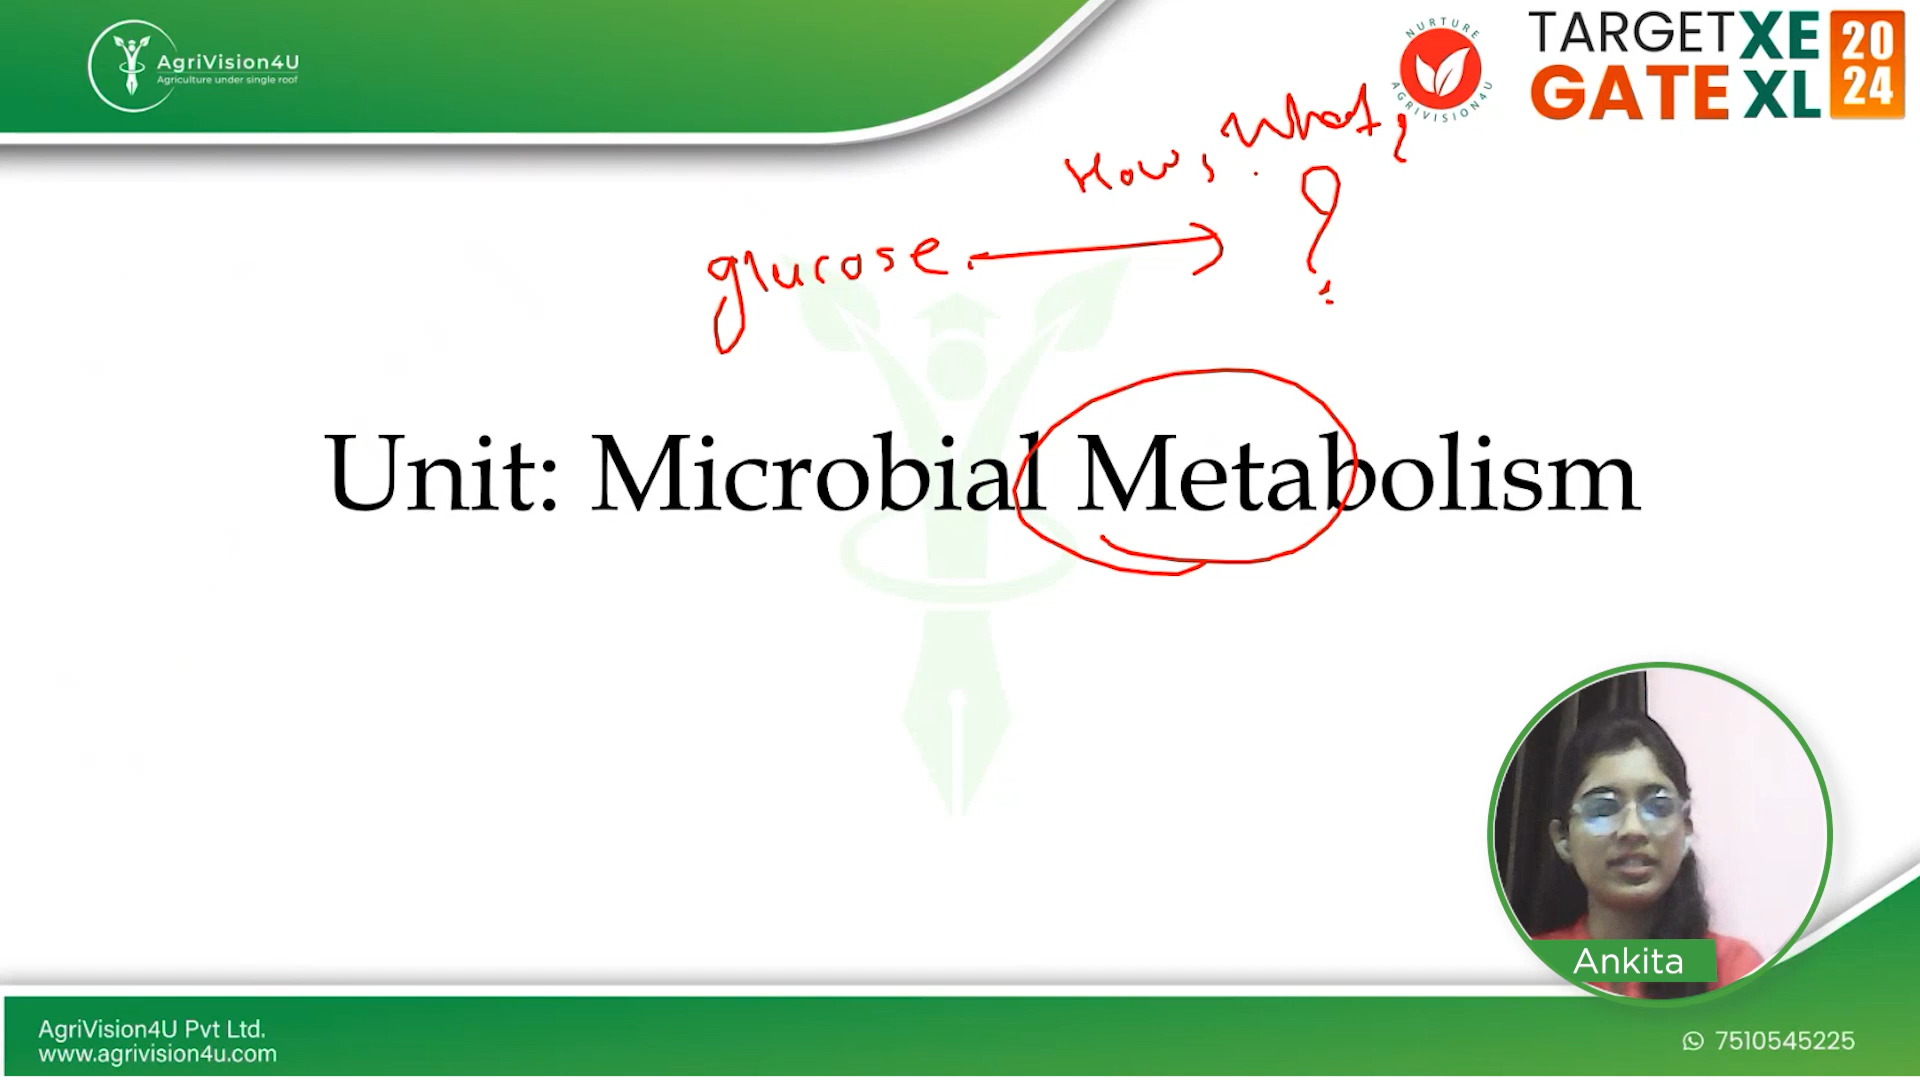 AgriVision4U
Agriculture under single roof
NURTURE
AGRIVISION4U
TARGET XE
GATE XL
20
24
How, What,
?
glucose
Unit: Microbial Metabolism
Ankita
AgriVision4U Pvt Ltd.
www.agrivision4u.com
7510545225